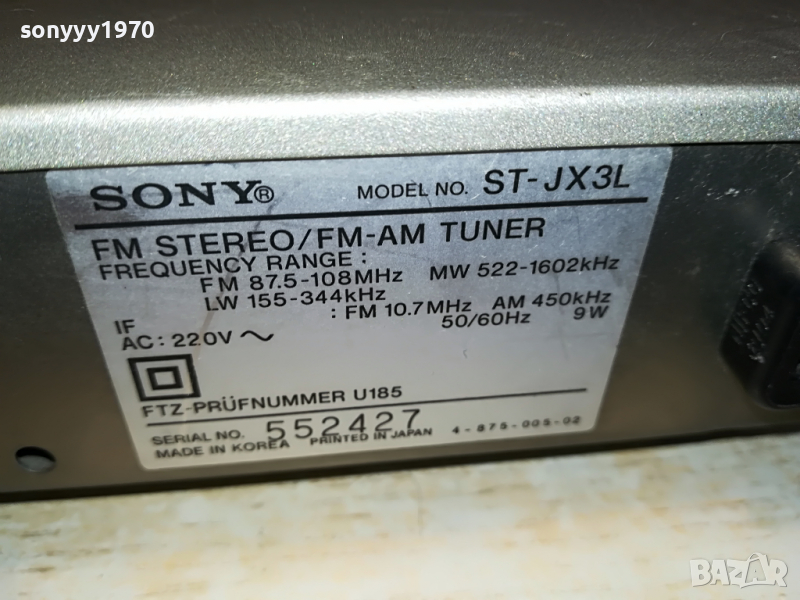 sonyyy1970
SONY® MODEL NO. ST-JX3L
FM STEREO/FM-AM TUNER
FREQUENCY RANGE:
FM 87.5-108MHz MW 522-1602kHz
LW 155-344kHz
IF : FM 10.7MHz AM 450kHz
AC: 220V ~ 50/60Hz 9W
FTZ-PRÜFNUMMER U185
SERIAL NO. 552427
MADE IN KOREA PRINTED IN JAPAN 4-875-005-02
BAZAR